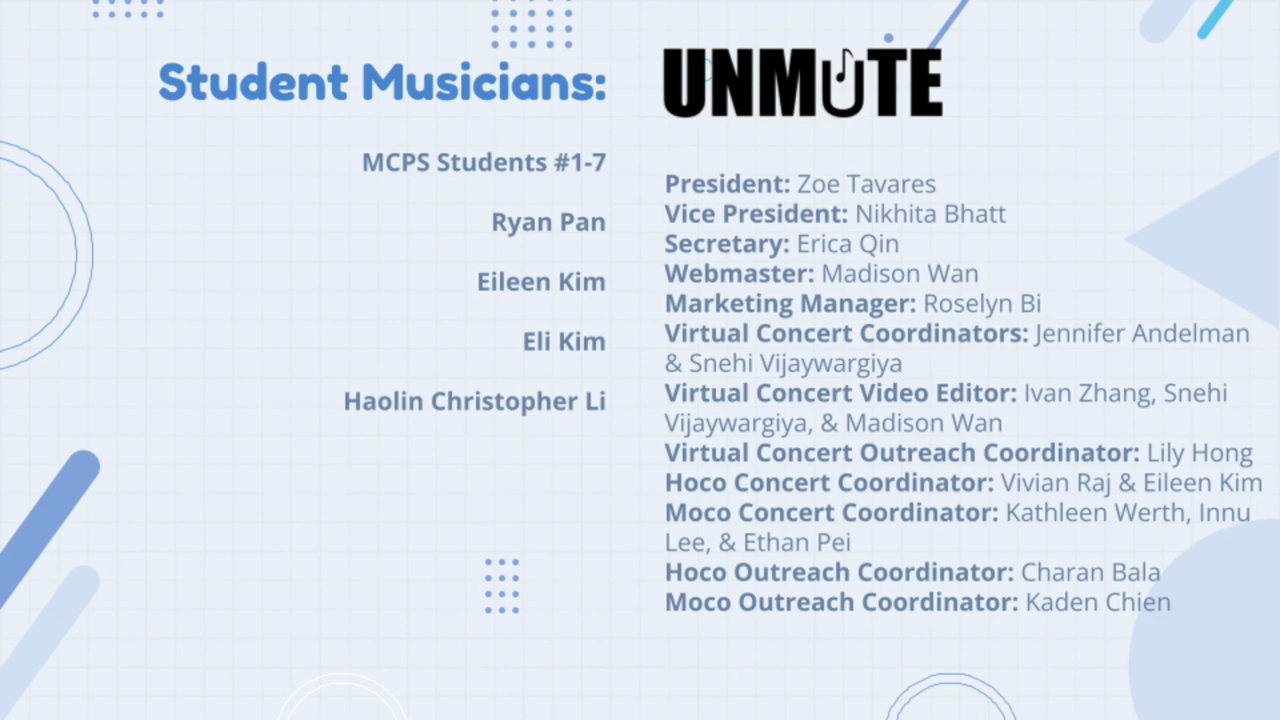 Student Musicians:
MCPS Students #1-7
Ryan Pan
Eileen Kim
Eli Kim
Haolin Christopher Li
UNMUTE
President: Zoe Tavares
Vice President: Nikhita Bhatt
Secretary: Erica Qin
Webmaster: Madison Wan
Marketing Manager: Roselyn Bi
Virtual Concert Coordinators: Jennifer Andelman
& Snehi Vijaywargiya
Virtual Concert Video Editor: Ivan Zhang, Snehi
Vijaywargiya, & Madison Wan
Virtual Concert Outreach Coordinator: Lily Hong
Hoco Concert Coordinator: Vivian Raj & Eileen Kim
Moco Concert Coordinator: Kathleen Werth, Innu
Lee, & Ethan Pei
Hoco Outreach Coordinator: Charan Bala
Moco Outreach Coordinator: Kaden Chien